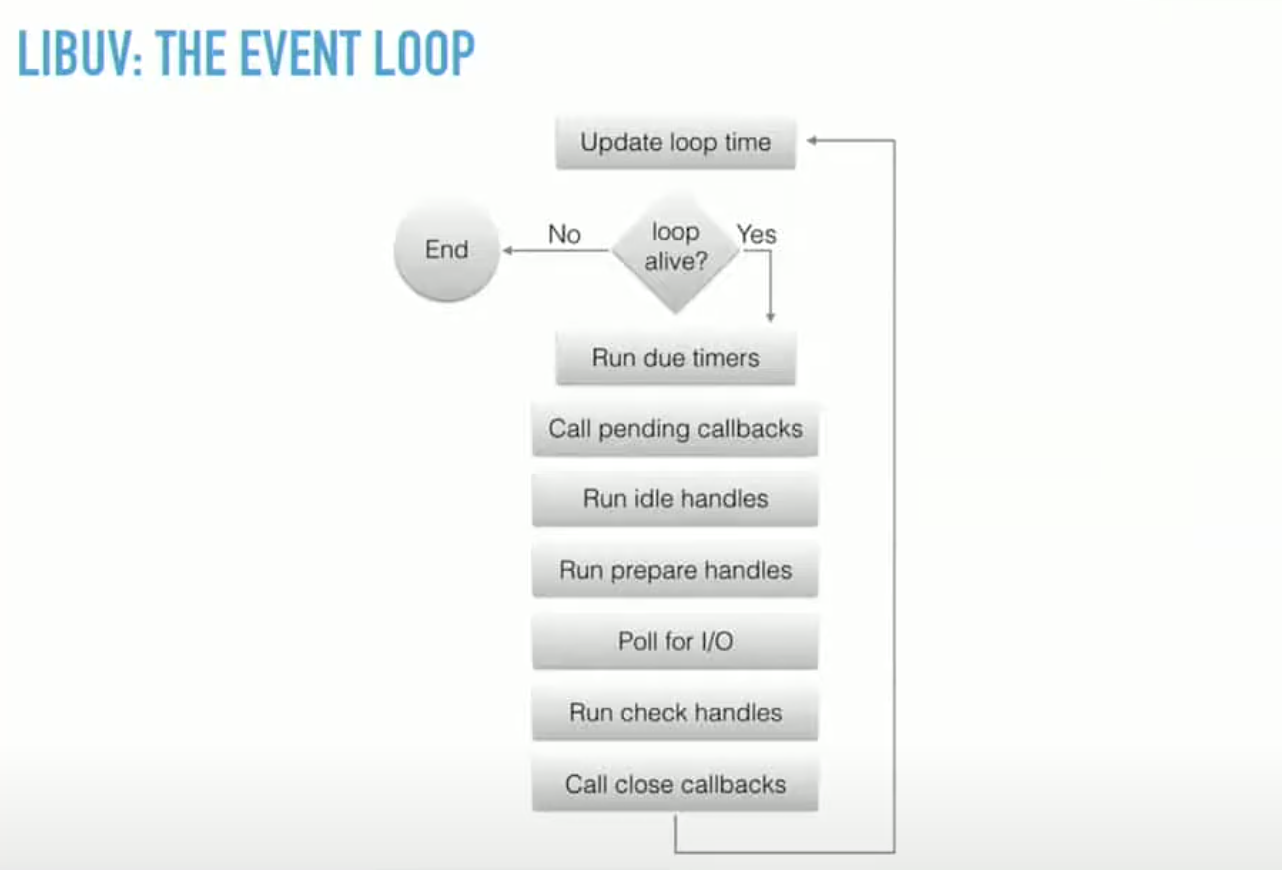 LIBUV: THE EVENT LOOP
Update loop time
End
No
loop
alive?
Yes
Run due timers
Call pending callbacks
Run idle handles
Run prepare handles
Poll for I/O
Run check handles
Call close callbacks